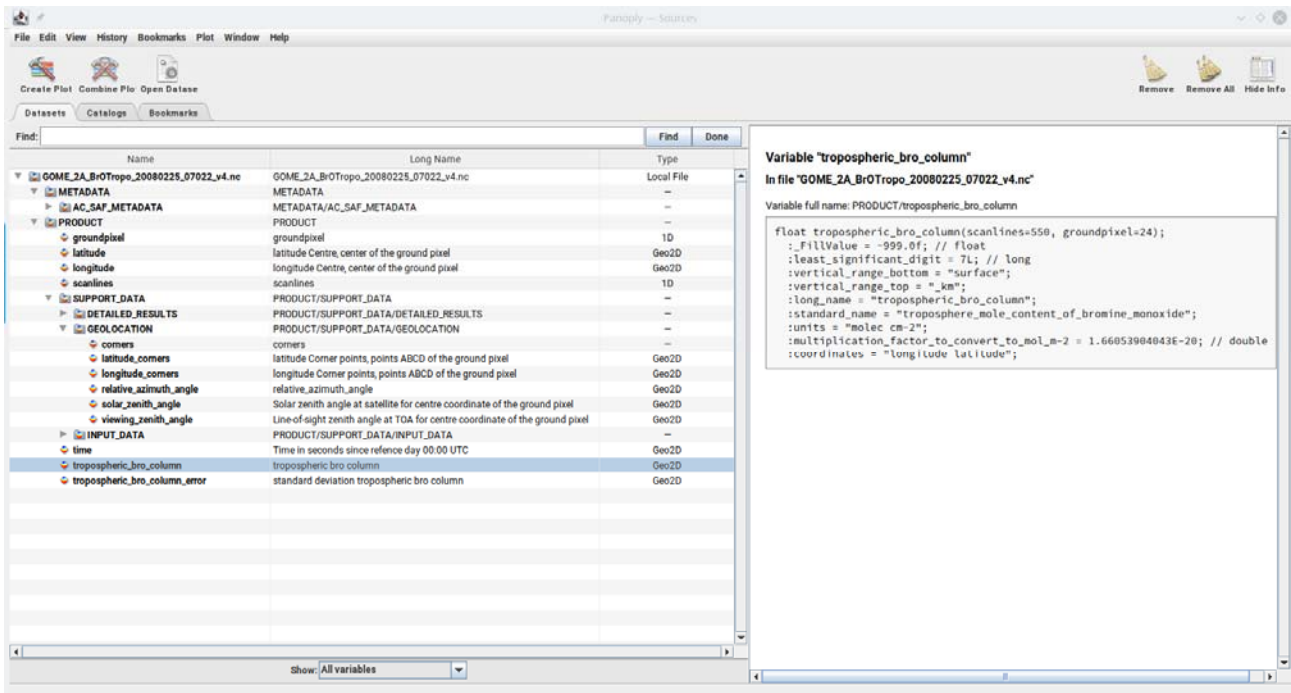 Panoply — Sources
File Edit View History Bookmarks Plot Window Help
Create Plot Combine Plo Open Datase
Remove Remove All Hide Info
Datasets Catalogs Bookmarks
Find: Find Done
Name Long Name Type
GOME_2A_BrOTropo_20080225_07022_v4.nc GOME_2A_BrOTropo_20080225_07022_v4.nc Local File
METADATA METADATA —
AC_SAF_METADATA METADATA/AC_SAF_METADATA —
PRODUCT PRODUCT —
groundpixel groundpixel 1D
latitude latitude Centre, center of the ground pixel Geo2D
longitude longitude Centre, center of the ground pixel Geo2D
scanlines scanlines 1D
SUPPORT_DATA PRODUCT/SUPPORT_DATA —
DETAILED_RESULTS PRODUCT/SUPPORT_DATA/DETAILED_RESULTS —
GEOLOCATION PRODUCT/SUPPORT_DATA/GEOLOCATION —
corners corners
latitude_corners latitude Corner points, points ABCD of the ground pixel Geo2D
longitude_corners longitude Corner points, points ABCD of the ground pixel Geo2D
relative_azimuth_angle relative_azimuth_angle Geo2D
solar_zenith_angle Solar zenith angle at satellite for centre coordinate of the ground pixel Geo2D
viewing_zenith_angle Line-of-sight zenith angle at TOA for centre coordinate of the ground pixel Geo2D
INPUT_DATA PRODUCT/SUPPORT_DATA/INPUT_DATA —
time Time in seconds since refence day 00:00 UTC Geo2D
tropospheric_bro_column tropospheric bro column Geo2D
tropospheric_bro_column_error standard deviation tropospheric bro column Geo2D
Show: All variables
Variable "tropospheric_bro_column"
In file "GOME_2A_BrOTropo_20080225_07022_v4.nc"
Variable full name: PRODUCT/tropospheric_bro_column
float tropospheric_bro_column(scanlines=550, groundpixel=24);
:_FillValue = -999.0f; // float
:least_significant_digit = 7L; // long
:vertical_range_bottom = "surface";
:vertical_range_top = "_km";
:long_name = "tropospheric_bro_column";
:standard_name = "troposphere_mole_content_of_bromine_monoxide";
:units = "molec cm-2";
:multiplication_factor_to_convert_to_mol_m-2 = 1.66053904043E-20; // double
:coordinates = "longitude latitude";